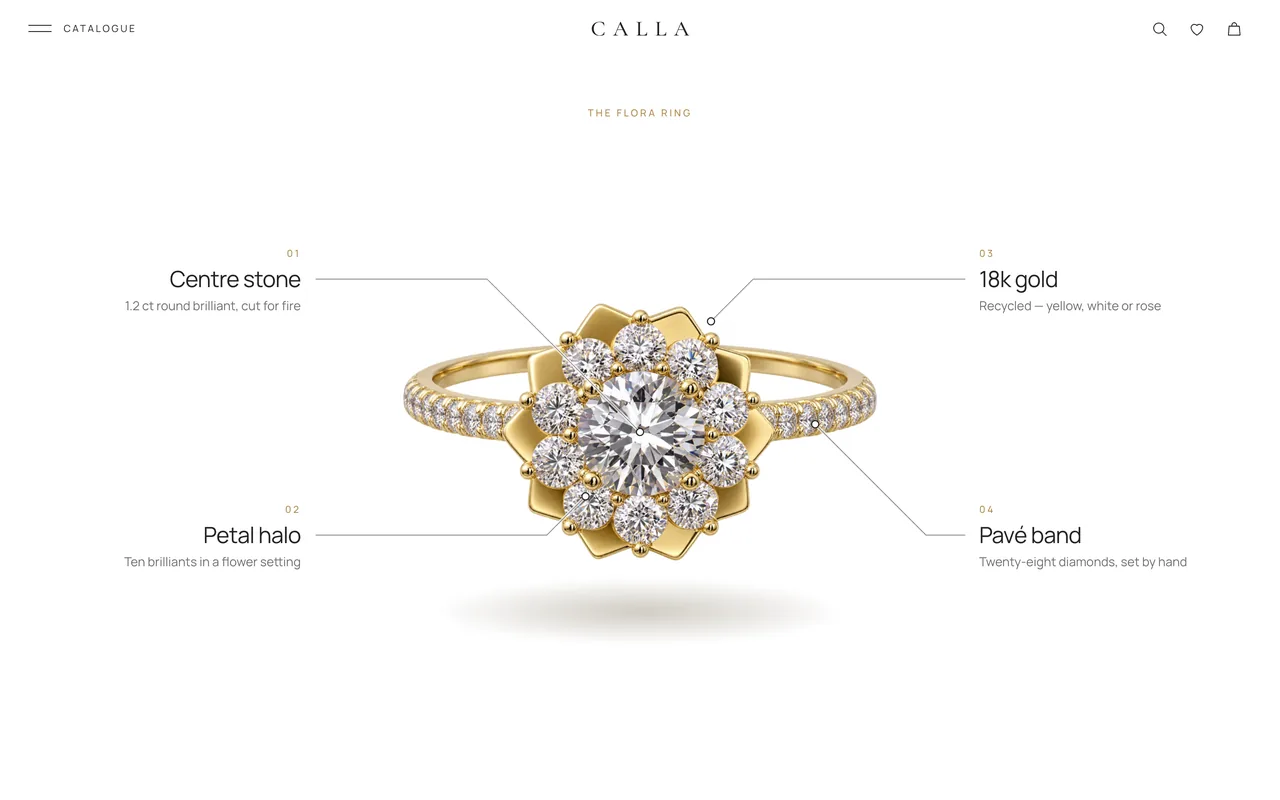 CATALOGUE
CALLA
THE FLORA RING
01
Centre stone
1.2 ct round brilliant, cut for fire
02
Petal halo
Ten brilliants in a flower setting
03
18k gold
Recycled — yellow, white or rose
04
Pavé band
Twenty-eight diamonds, set by hand